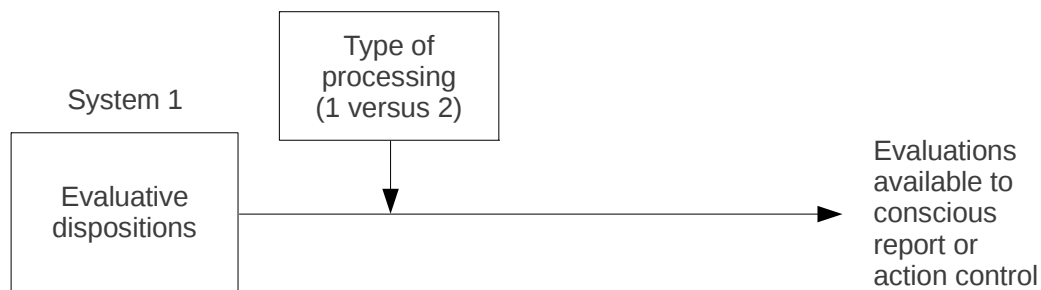 Type of
processing
(1 versus 2)
System 1
Evaluative
dispositions
Evaluations
available to
conscious
report or
action control